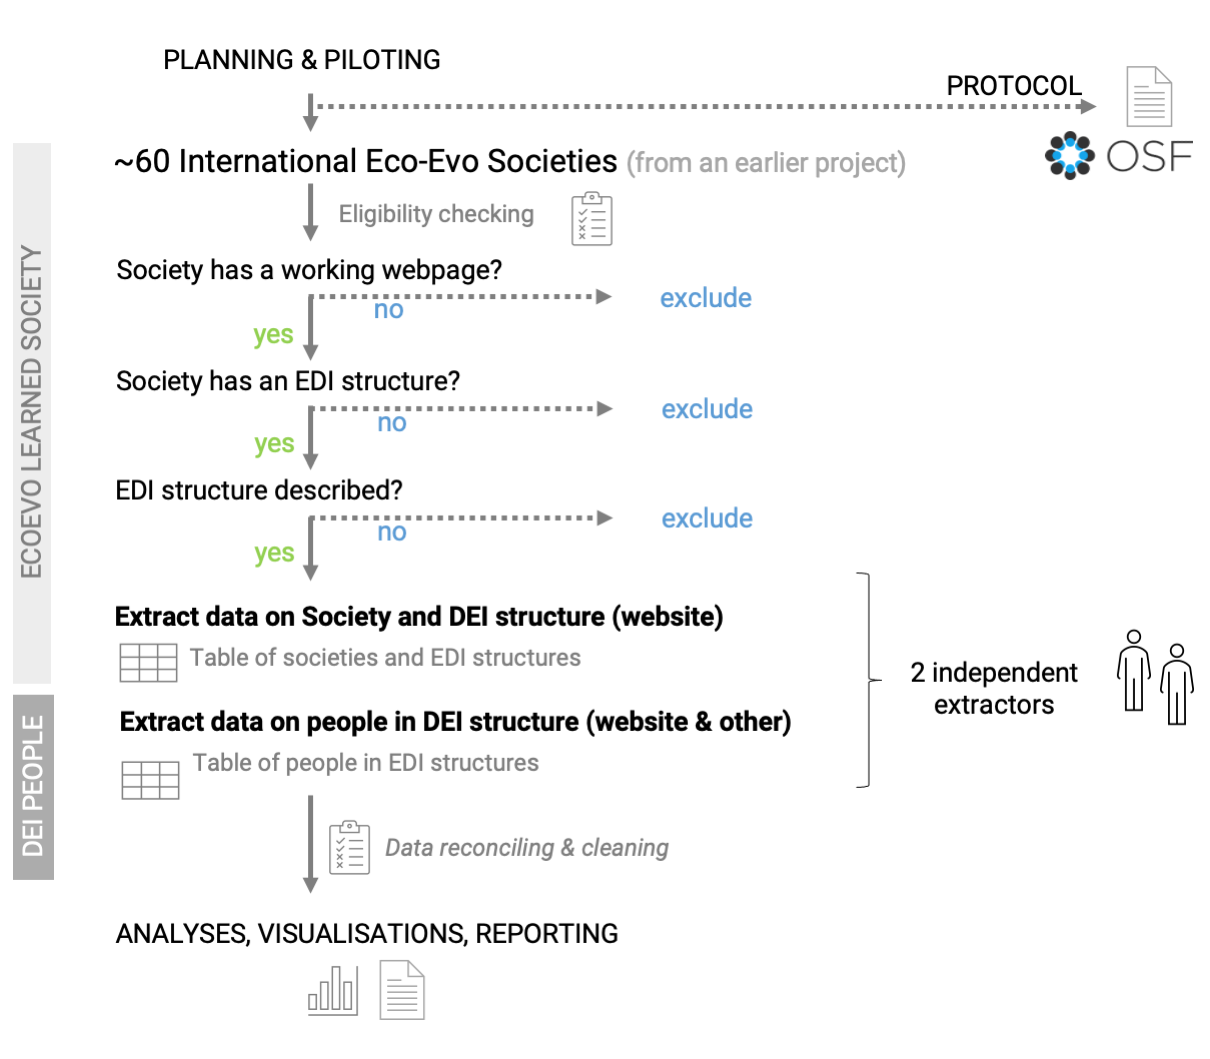 PLANNING & PILOTING
PROTOCOL
OSF
~60 International Eco-Evo Societies (from an earlier project)
Eligibility checking
Society has a working webpage?
no
exclude
yes
Society has an EDI structure?
no
exclude
yes
EDI structure described?
no
exclude
yes
Extract data on Society and DEI structure (website)
Table of societies and EDI structures
2 independent
extractors
Extract data on people in DEI structure (website & other)
Table of people in EDI structures
Data reconciling & cleaning
ANALYSES, VISUALISATIONS, REPORTING
ECOEVO LEARNED SOCIETY
DEI PEOPLE